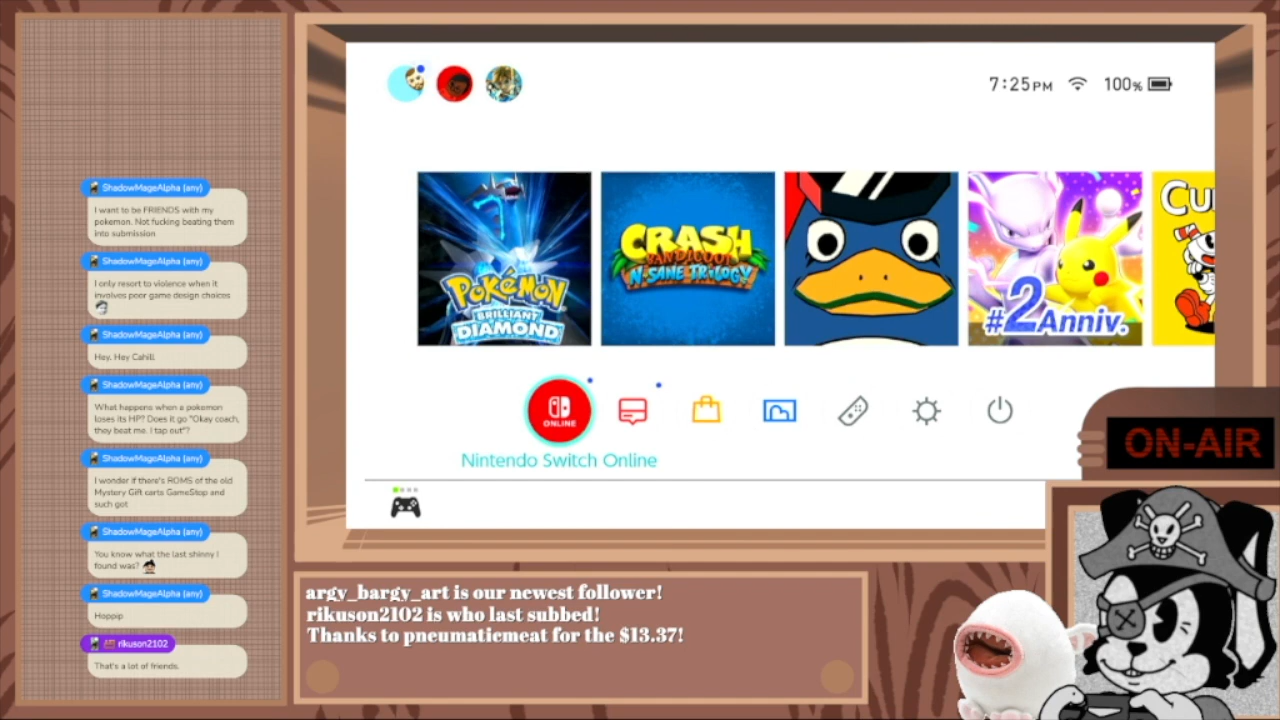 7:25PM 100%
POKéMON
BRILLIANT
DIAMOND
CRASH
BANDICOOT
N.SANE TRILOGY
#2Anniv.
CU
ONLINE
Nintendo Switch Online
ON-AIR
ShadowMageAlpha (any)
I want to be FRIENDS with my
pokemon. Not fucking beating them
into submission
ShadowMageAlpha (any)
I only resort to violence when it
involves poor game design choices
ShadowMageAlpha (any)
Hey. Hey Cahill.
ShadowMageAlpha (any)
What happens when a pokemon
loses its HP? Does it go "Okay coach,
they beat me. I tap out"?
ShadowMageAlpha (any)
I wonder if there's ROMS of the old
Mystery Gift carts GameStop and
such got
ShadowMageAlpha (any)
You know what the last shinny I
found was?
ShadowMageAlpha (any)
Hoppip
rikuson2102
That's a lot of friends.
argy_bargy_art is our newest follower!
rikuson2102 is who last subbed!
Thanks to pneumaticmeat for the $13.37!